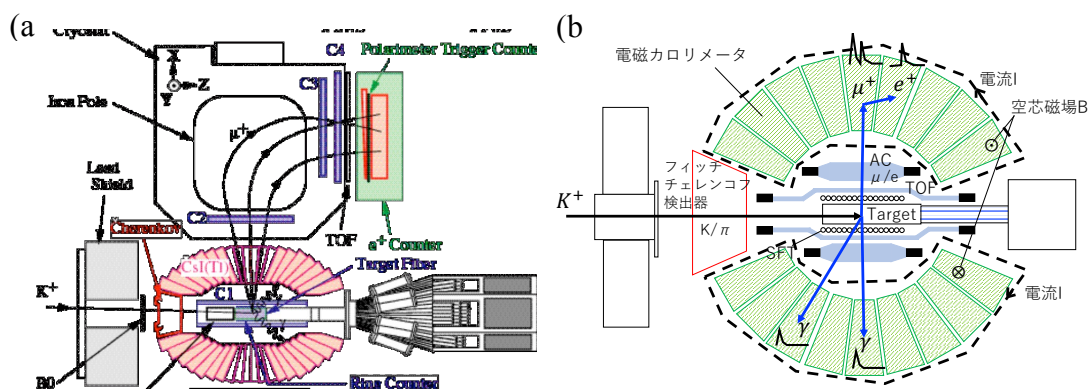 (a
Cryostat
C4
Polarimeter Trigger Counte
X
Z
Y
C3
Iron Pole
μ+
Lead
Shield
C2
TOF
e+ Counter
Cherenkov
CsI(Tl)
Target Fiber
C1
K+
B0
Ring Counter
(b
電磁カロリメータ
μ+
e+
電流I
空芯磁場B
フィッチ
チェレンコフ
検出器
AC
μ/e
TOF
K+
Target
K/π
SFT
電流I
γ
γ